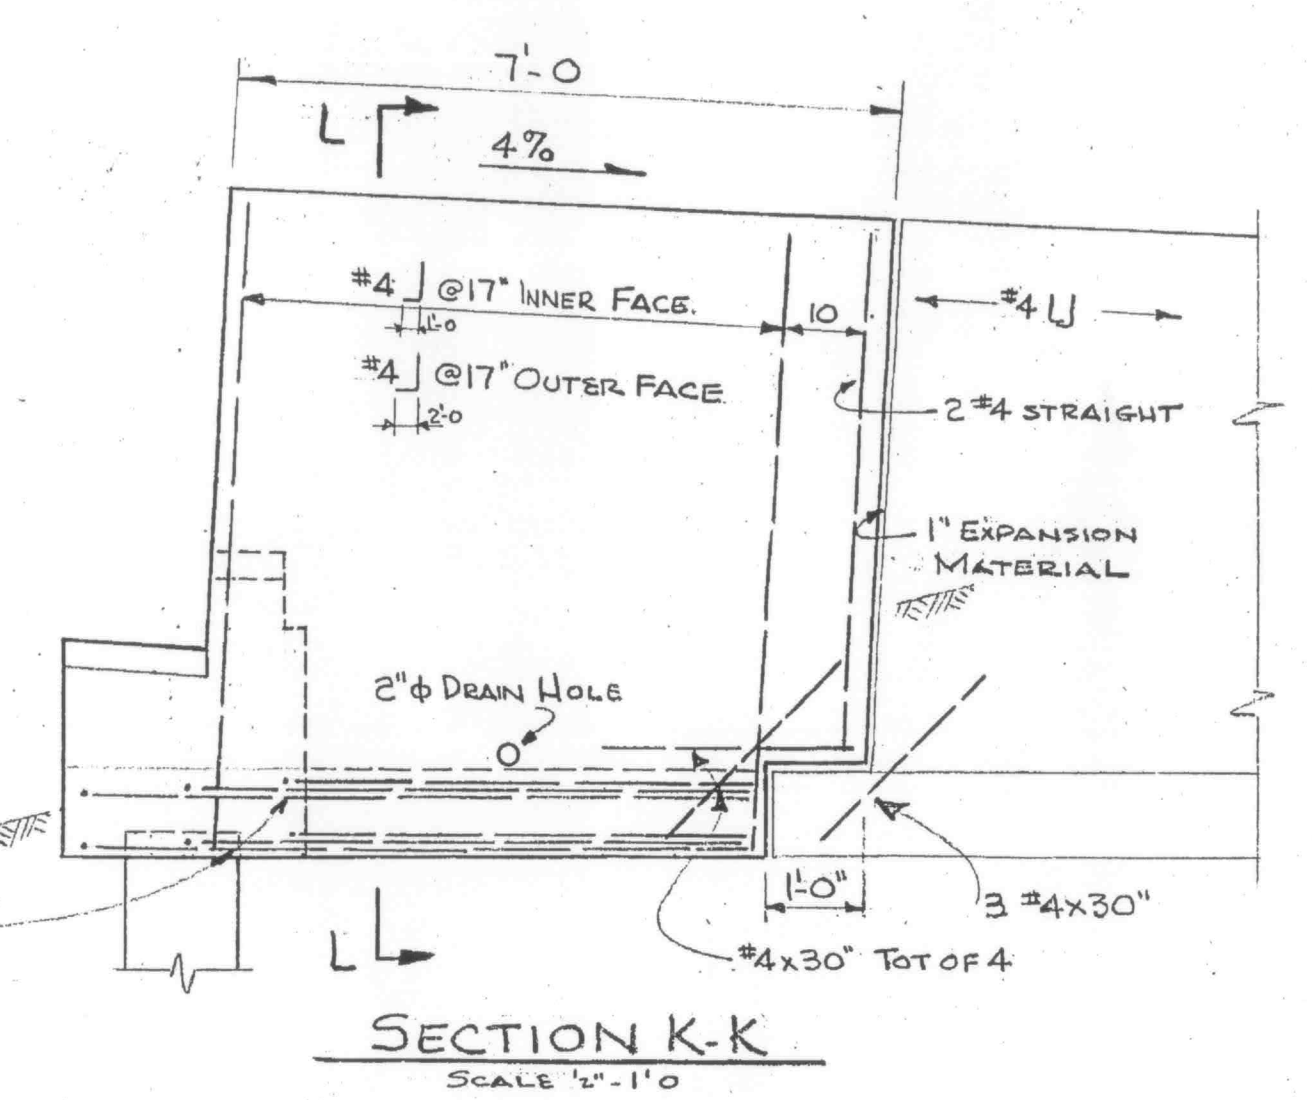 7'-0
L
4%
#4 @17" INNER FACE.
1'-0
10
#4
#4 @17" OUTER FACE
2'-0
2 #4 STRAIGHT
1" EXPANSION
MATERIAL
2"ϕ DRAIN HOLE
1'-0"
3 #4x30"
L
#4x30" TOT OF 4
SECTION K-K
SCALE 1/2"-1'0